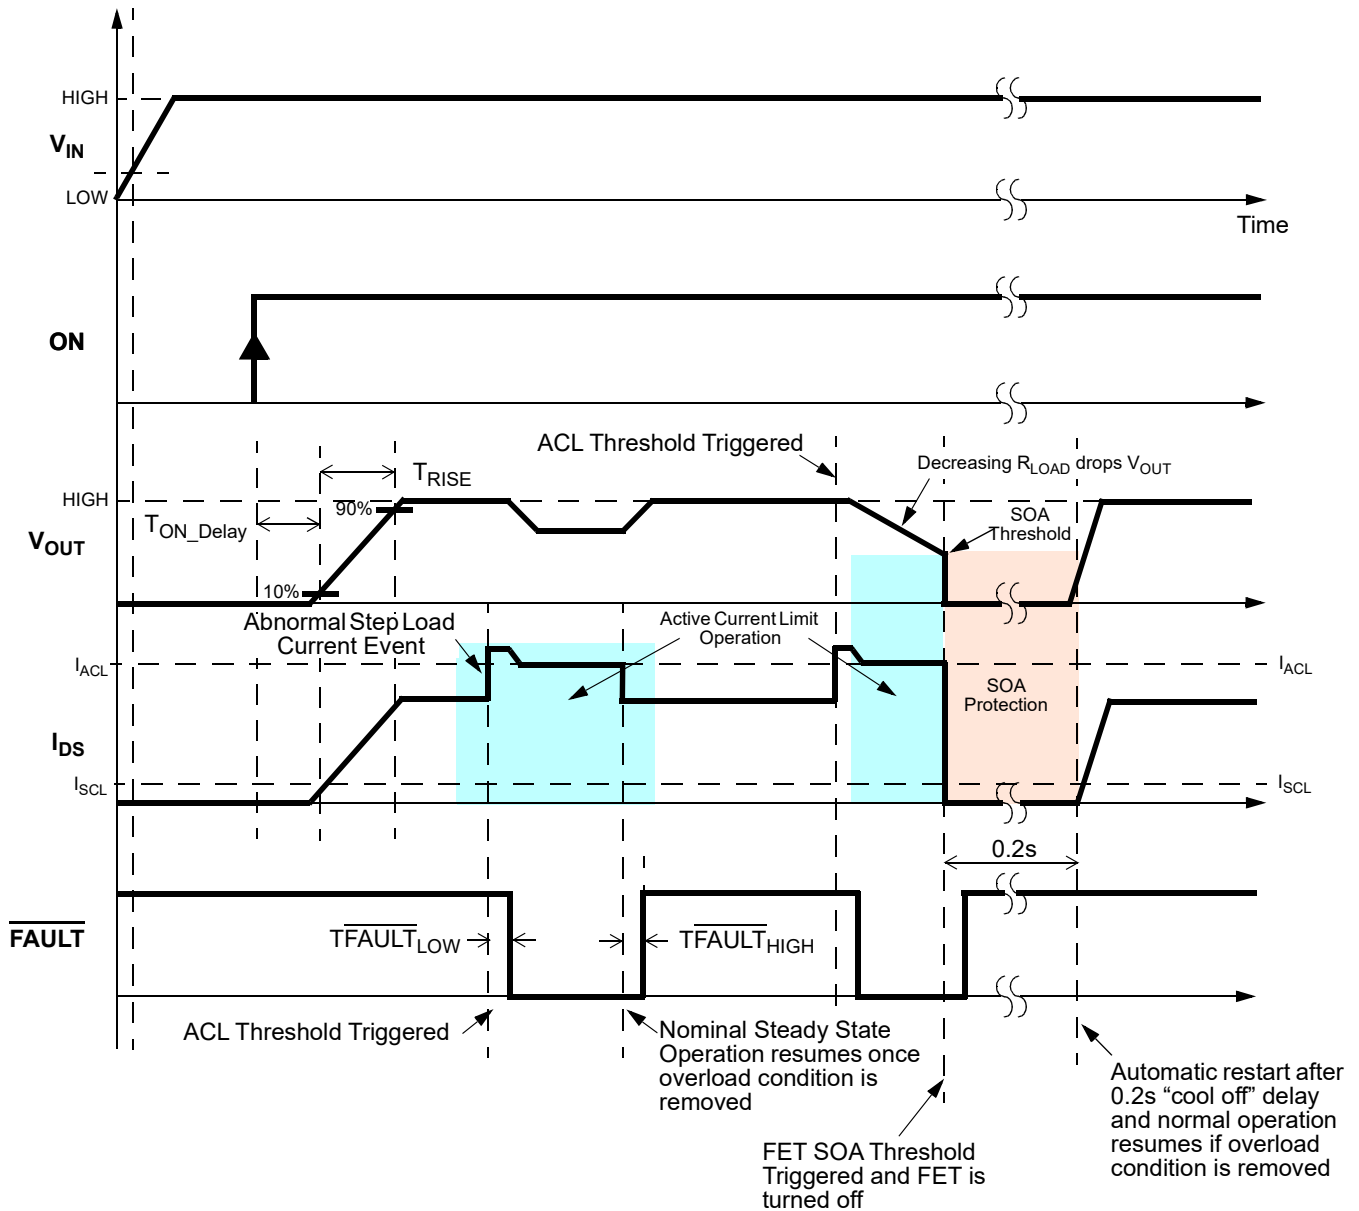 HIGH
VIN
LOW
Time
ON
ACL Threshold Triggered
Decreasing RLOAD drops VOUT
TRISE
HIGH
90%
TON_Delay
SOA
Threshold
VOUT
10%
Abnormal Step Load
Current Event
Active Current Limit
Operation
IACL
IACL
SOA
Protection
IDS
ISCL
ISCL
0.2s
FAULT
TFAULTLOW
TFAULTHIGH
ACL Threshold Triggered
Nominal Steady State
Operation resumes once
overload condition is
removed
Automatic restart after
0.2s “cool off” delay
and normal operation
resumes if overload
condition is removed
FET SOA Threshold
Triggered and FET is
turned off